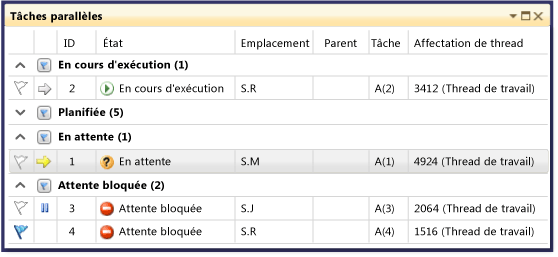 Tâches parallèles
ID État Emplacement Parent Tâche Affectation de thread
En cours d'exécution (1)
2 En cours d'exécution S.R A(2) 3412 (Thread de travail)
Planifiée (5)
En attente (1)
1 En attente S.M A(1) 4924 (Thread de travail)
Attente bloquée (2)
3 Attente bloquée S.J A(3) 2064 (Thread de travail)
4 Attente bloquée S.R A(4) 1516 (Thread de travail)